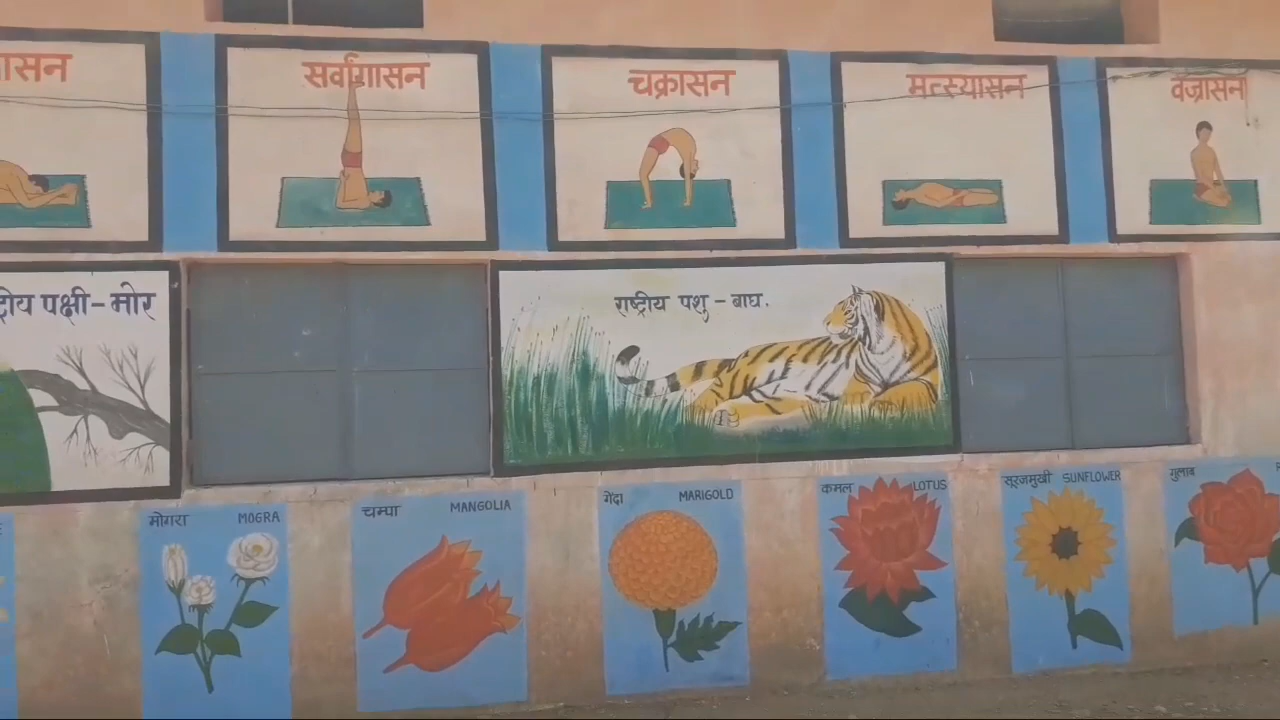 सर्वांगासन
चक्रासन
मत्स्यासन
वज्रासन
पक्षी - मोर
राष्ट्रीय पशु - बाघ.
मोगरा MOGRA
चम्पा MANGOLIA
गेंदा MARIGOLD
कमल LOTUS
सूरजमुखी SUNFLOWER
गुलाब